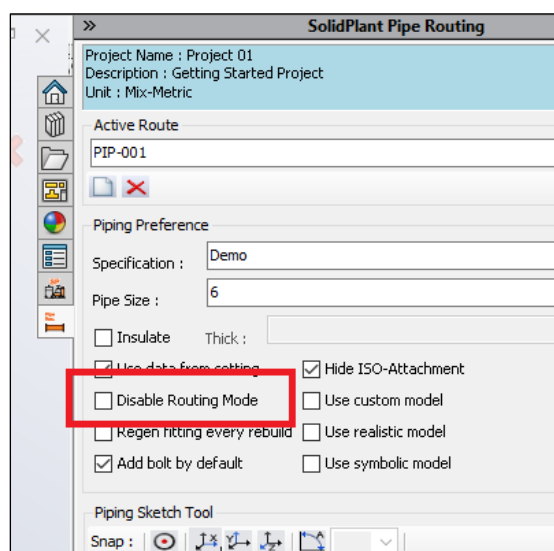 SolidPlant Pipe Routing
Project Name : Project 01
Description : Getting Started Project
Unit : Mix-Metric
Active Route
PIP-001
Piping Preference
Specification : Demo
Pipe Size : 6
Insulate Thick :
Use data from setting Hide ISO-Attachment
Disable Routing Mode Use custom model
Regen fitting every rebuild Use realistic model
Add bolt by default Use symbolic model
Piping Sketch Tool
Snap :